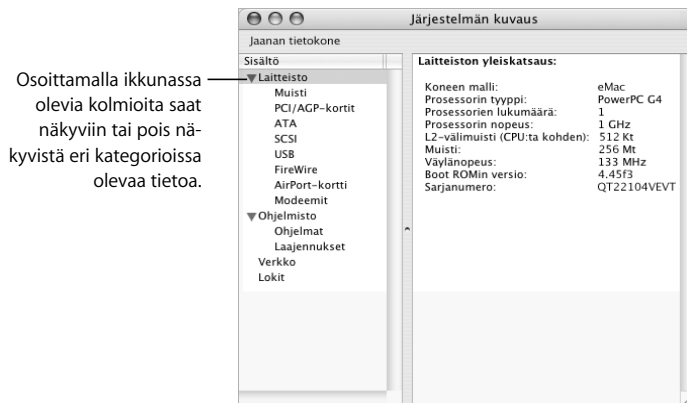 Järjestelmän kuvaus
Jaanan tietokone
Sisältö
Laitteisto
Muisti
PCI/AGP-kortit
ATA
SCSI
USB
FireWire
AirPort-kortti
Modeemit
Ohjelmisto
Ohjelmat
Laajennukset
Verkko
Lokit
Laitteiston yleiskatsaus:
Koneen malli: eMac
Prosessorin tyyppi: PowerPC G4
Prosessorien lukumäärä: 1
Prosessorin nopeus: 1 GHz
L2-välimuisti (CPU:ta kohden): 512 Kt
Muisti: 256 Mt
Väylänopeus: 133 MHz
Boot ROMin versio: 4.45f3
Sarjanumero: QT22104VEVT
Osoittamalla ikkunassa
olevia kolmioita saat
näkyviin tai pois nä-
kyvistä eri kategorioissa
olevaa tietoa.